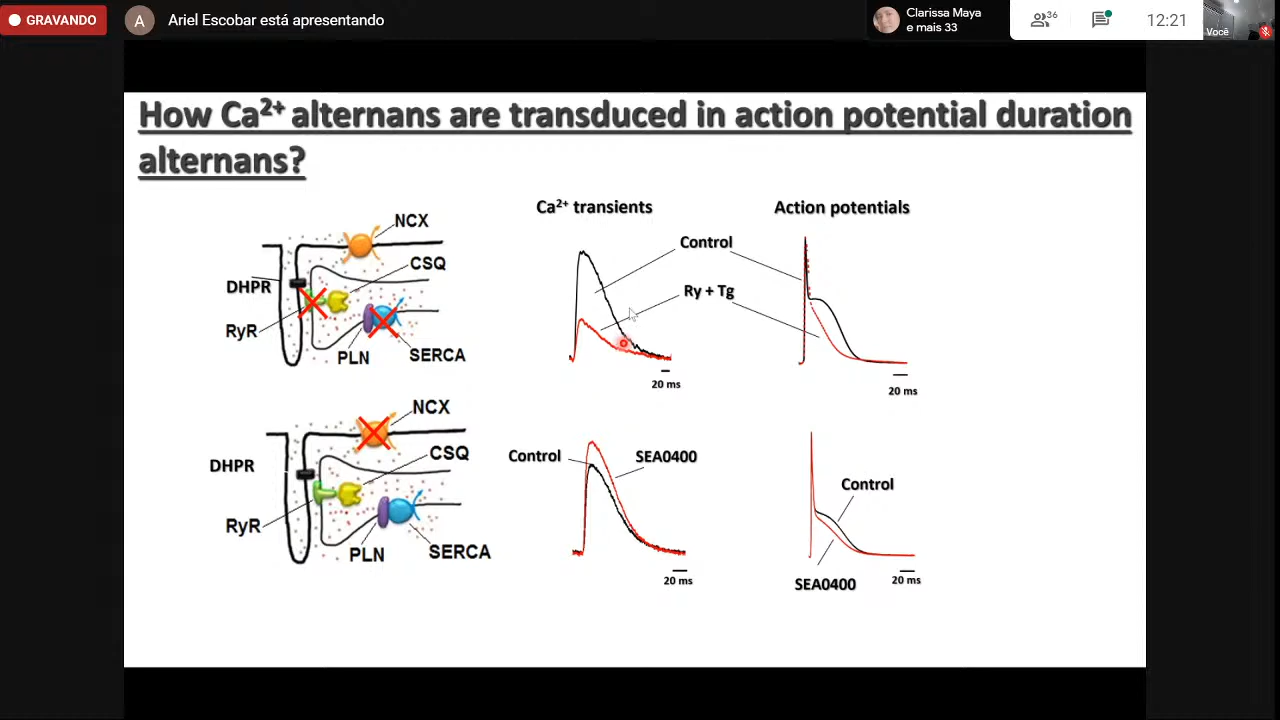 GRAVANDO
A
Ariel Escobar está apresentando
Clarissa Maya
e mais 33
36
12:21
Você
How Ca²⁺ alternans are transduced in action potential duration
alternans?
Ca²⁺ transients
Action potentials
NCX
CSQ
DHPR
RyR
PLN
SERCA
Control
Ry + Tg
20 ms
20 ms
NCX
CSQ
DHPR
RyR
PLN
SERCA
Control
SEA0400
20 ms
Control
SEA0400
20 ms